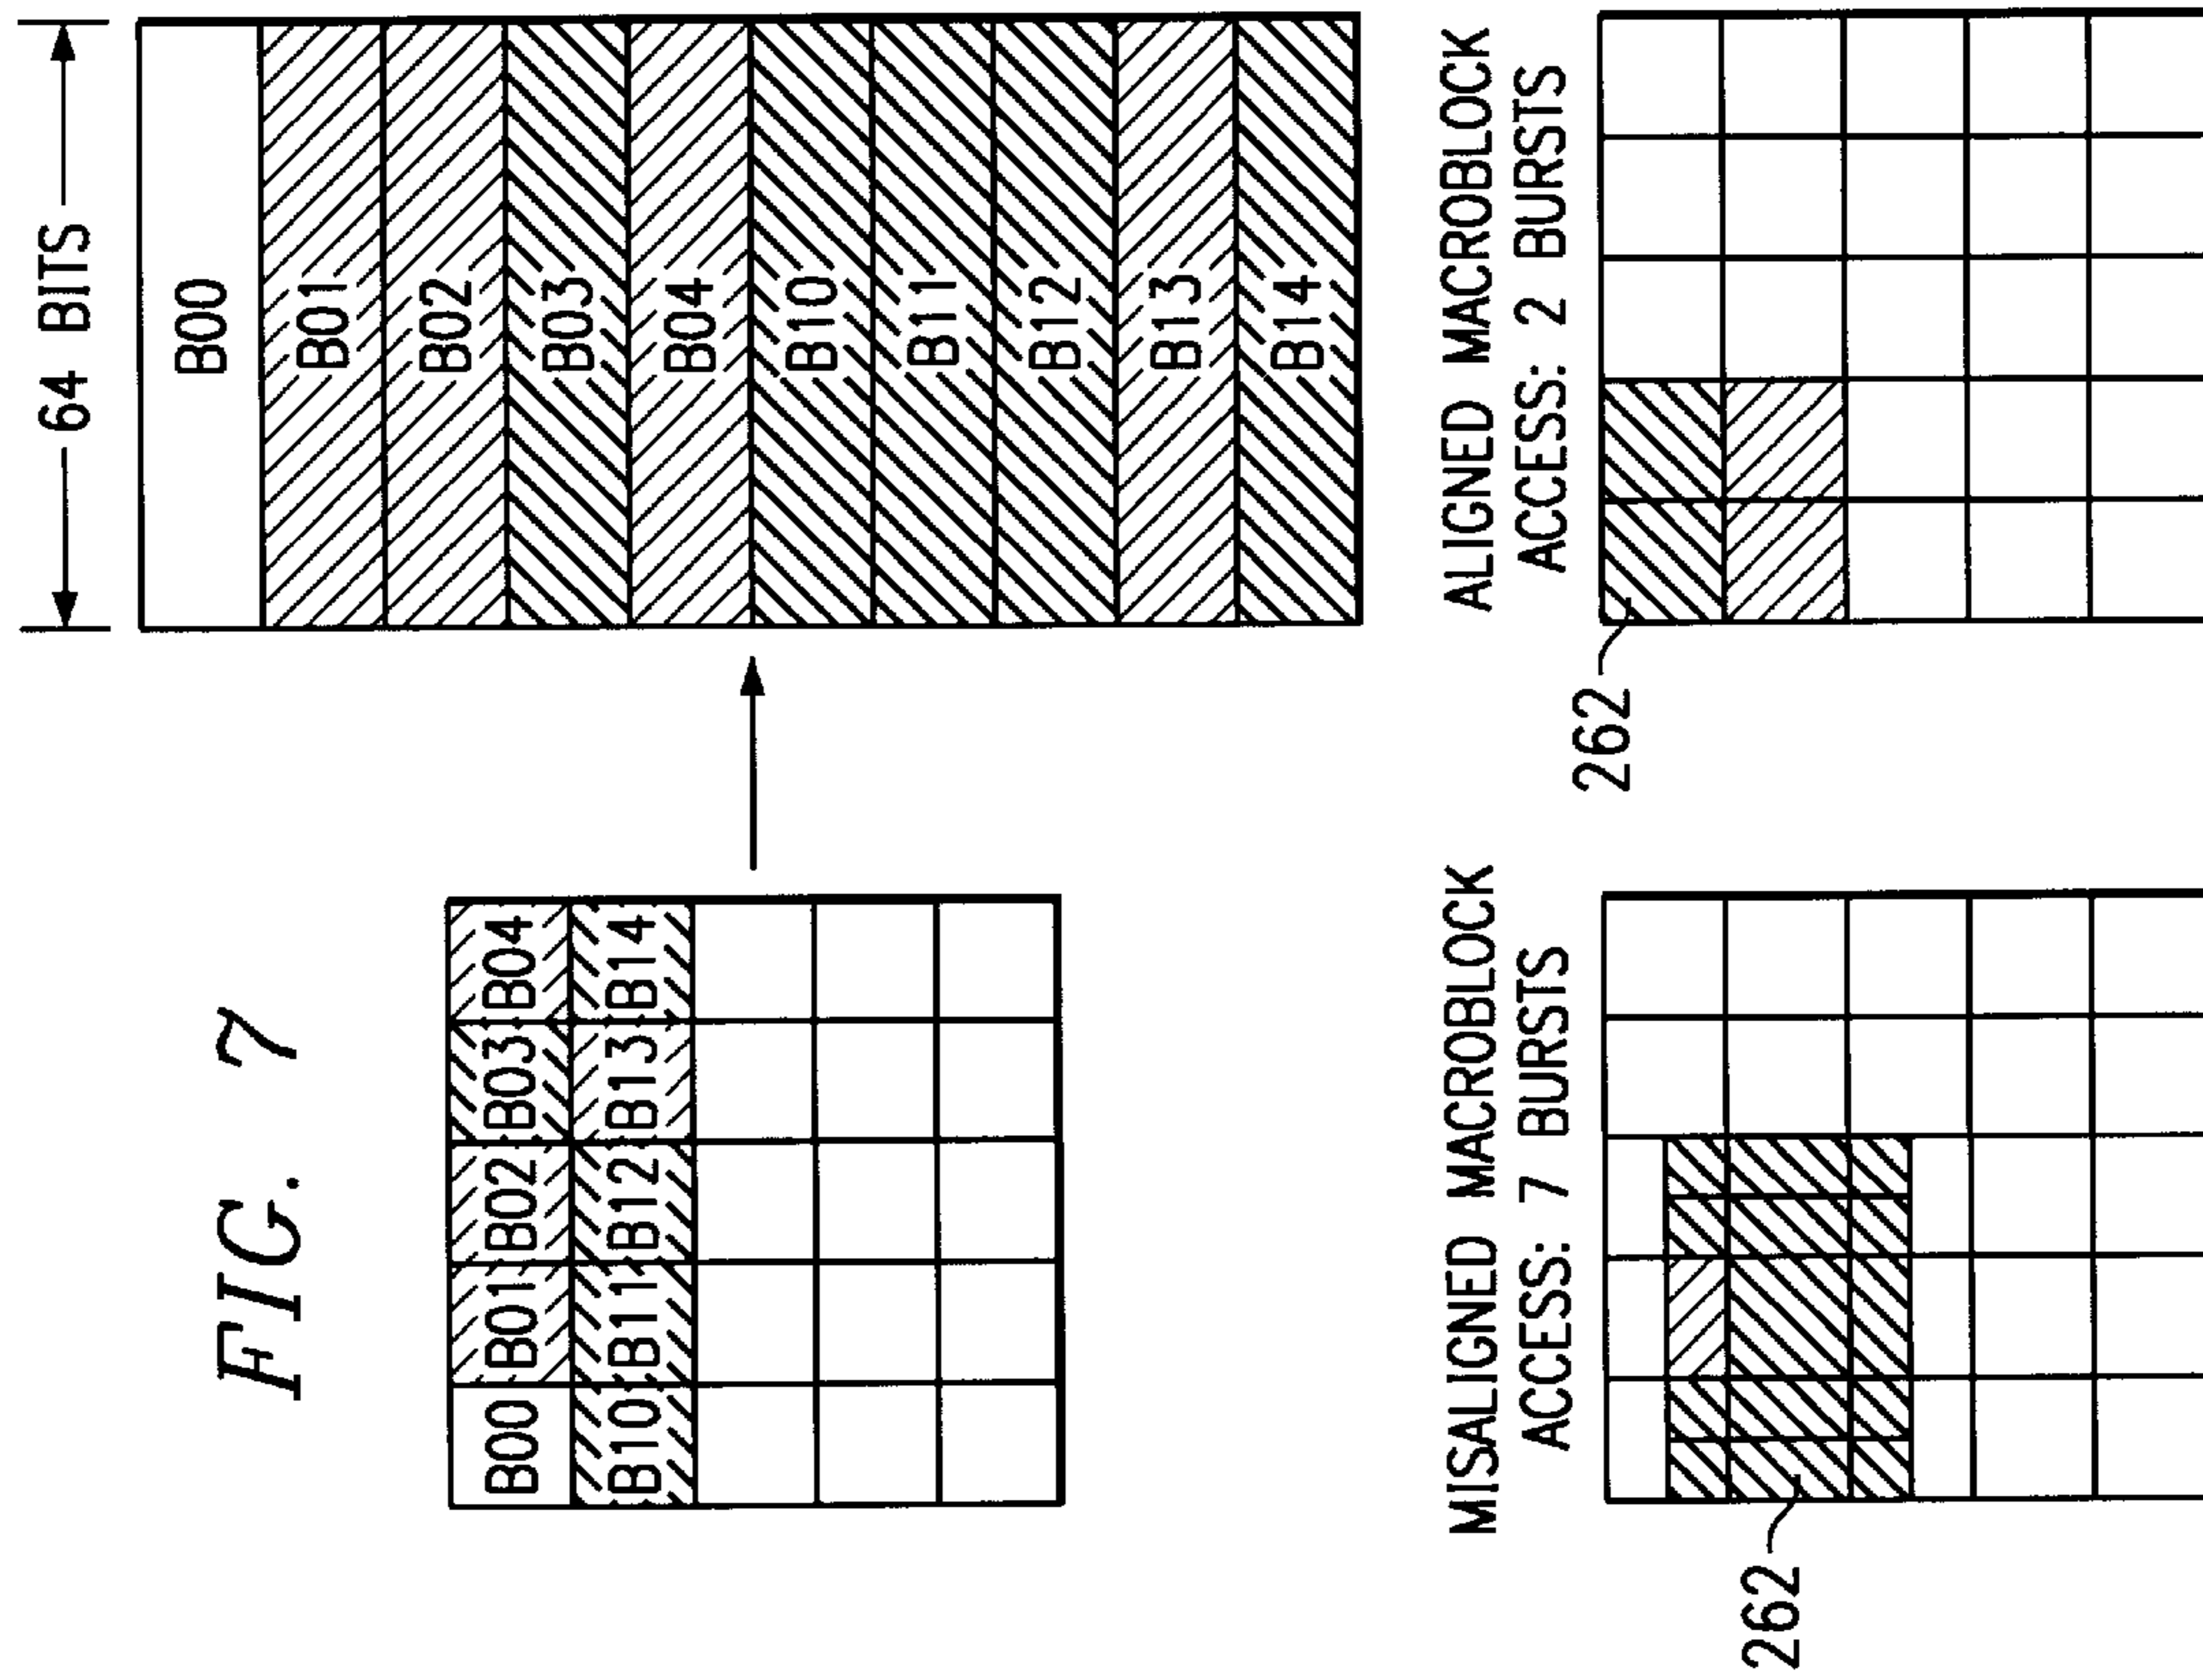 FIG. 7
B00 B01 B02 B03 B04
B10 B11 B12 B13 B14
64 BITS
B00
B01
B02
B03
B04
B10
B11
B12
B13
B14
MISALIGNED MACROBLOCK
ACCESS: 7 BURSTS
262
ALIGNED MACROBLOCK
ACCESS: 2 BURSTS
262